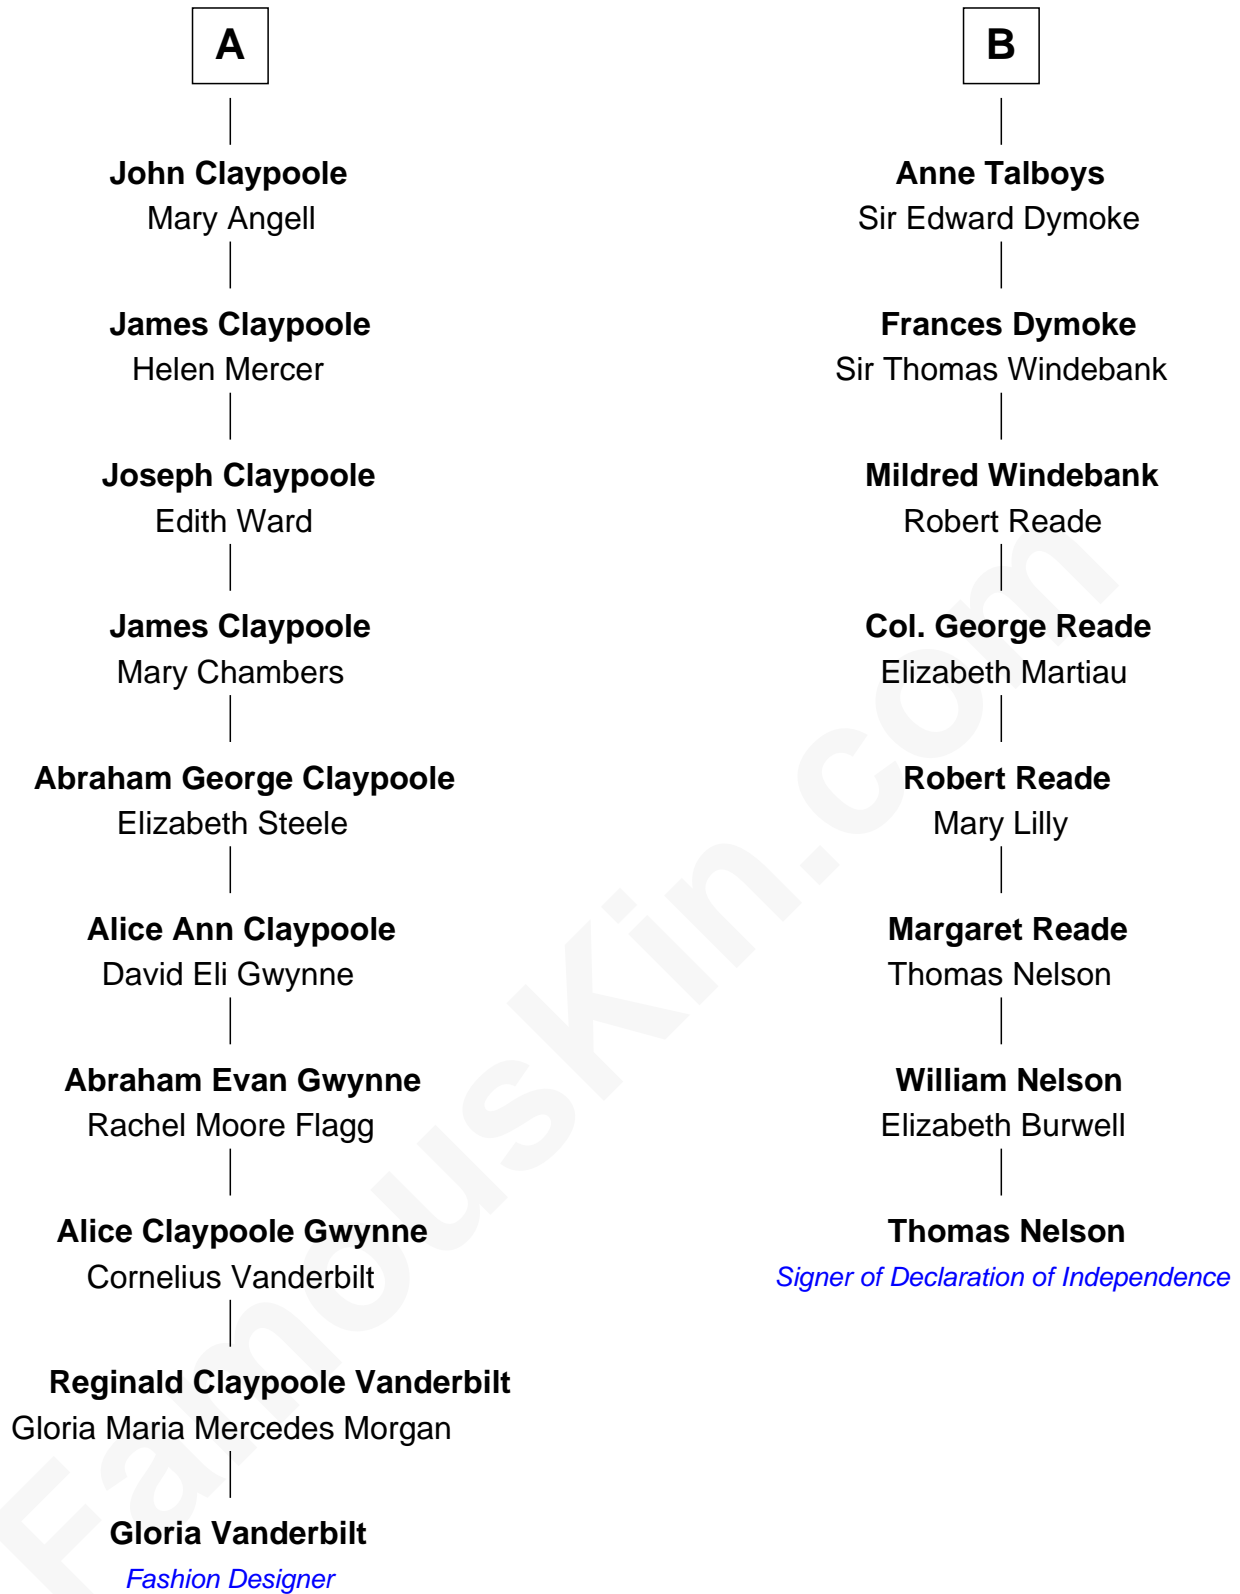 A
John Claypoole
Mary Angell
James Claypoole
Helen Mercer
Joseph Claypoole
Edith Ward
James Claypoole
Mary Chambers
Abraham George Claypoole
Elizabeth Steele
Alice Ann Claypoole
David Eli Gwynne
Abraham Evan Gwynne
Rachel Moore Flagg
Alice Claypoole Gwynne
Cornelius Vanderbilt
Reginald Claypoole Vanderbilt
Gloria Maria Mercedes Morgan
Gloria Vanderbilt
Fashion Designer
B
Anne Talboys
Sir Edward Dymoke
Frances Dymoke
Sir Thomas Windebank
Mildred Windebank
Robert Reade
Col. George Reade
Elizabeth Martiau
Robert Reade
Mary Lilly
Margaret Reade
Thomas Nelson
William Nelson
Elizabeth Burwell
Thomas Nelson
Signer of Declaration of Independence
FamousKin.com